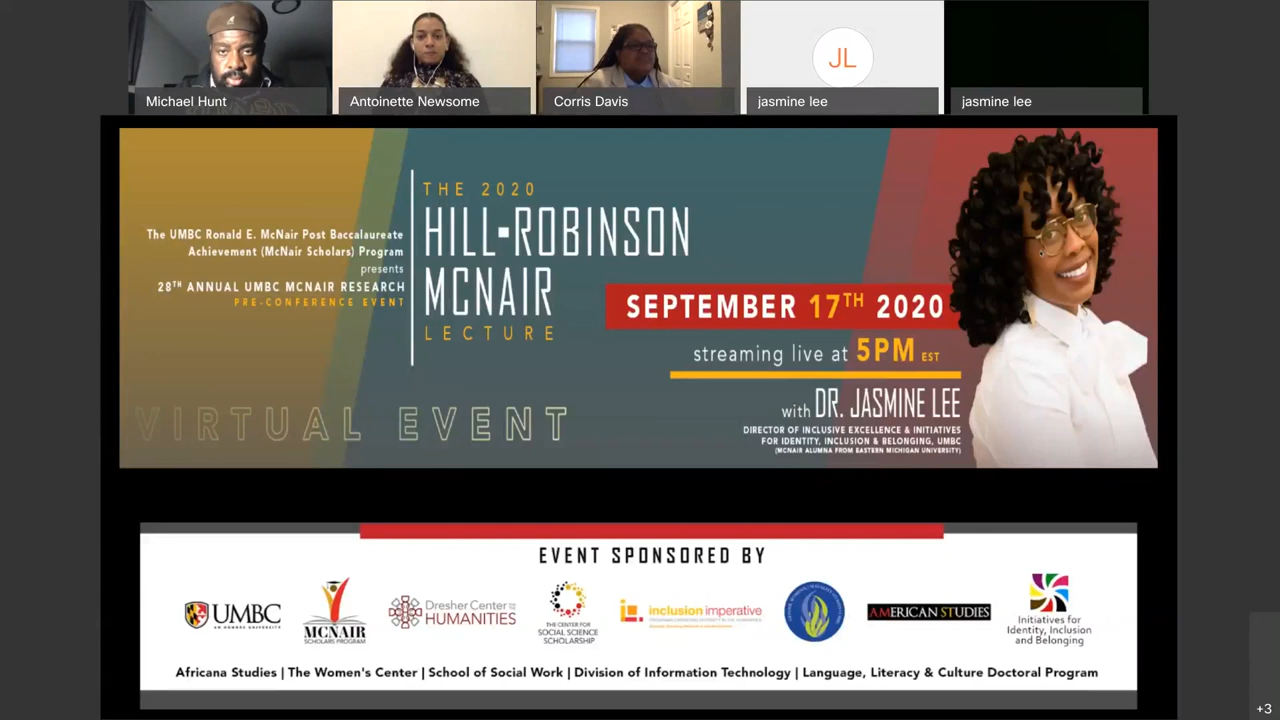 Michael Hunt
Antoinette Newsome
Corris Davis
JL
jasmine lee
jasmine lee
The UMBC Ronald E. McNair Post Baccalaureate
Achievement (McNair Scholars) Program
presents
28TH ANNUAL UMBC MCNAIR RESEARCH
PRE-CONFERENCE EVENT
THE 2020
HILL•ROBINSON
MCNAIR
LECTURE
SEPTEMBER 17TH 2020
streaming live at 5PM EST
with DR. JASMINE LEE
DIRECTOR OF INCLUSIVE EXCELLENCE & INITIATIVES
FOR IDENTITY, INCLUSION & BELONGING, UMBC
(MCNAIR ALUMNA FROM EASTERN MICHIGAN UNIVERSITY)
VIRTUAL EVENT
EVENT SPONSORED BY
UMBC
AN HONORS UNIVERSITY
MCNAIR
SCHOLARS PROGRAM
Dresher Center for the
HUMANITIES
THE CENTER FOR
SOCIAL SCIENCE
SCHOLARSHIP
inclusion imperative
AMERICAN STUDIES
Initiatives for
Identity, Inclusion
and Belonging
Africana Studies | The Women's Center | School of Social Work | Division of Information Technology | Language, Literacy & Culture Doctoral Program
+3